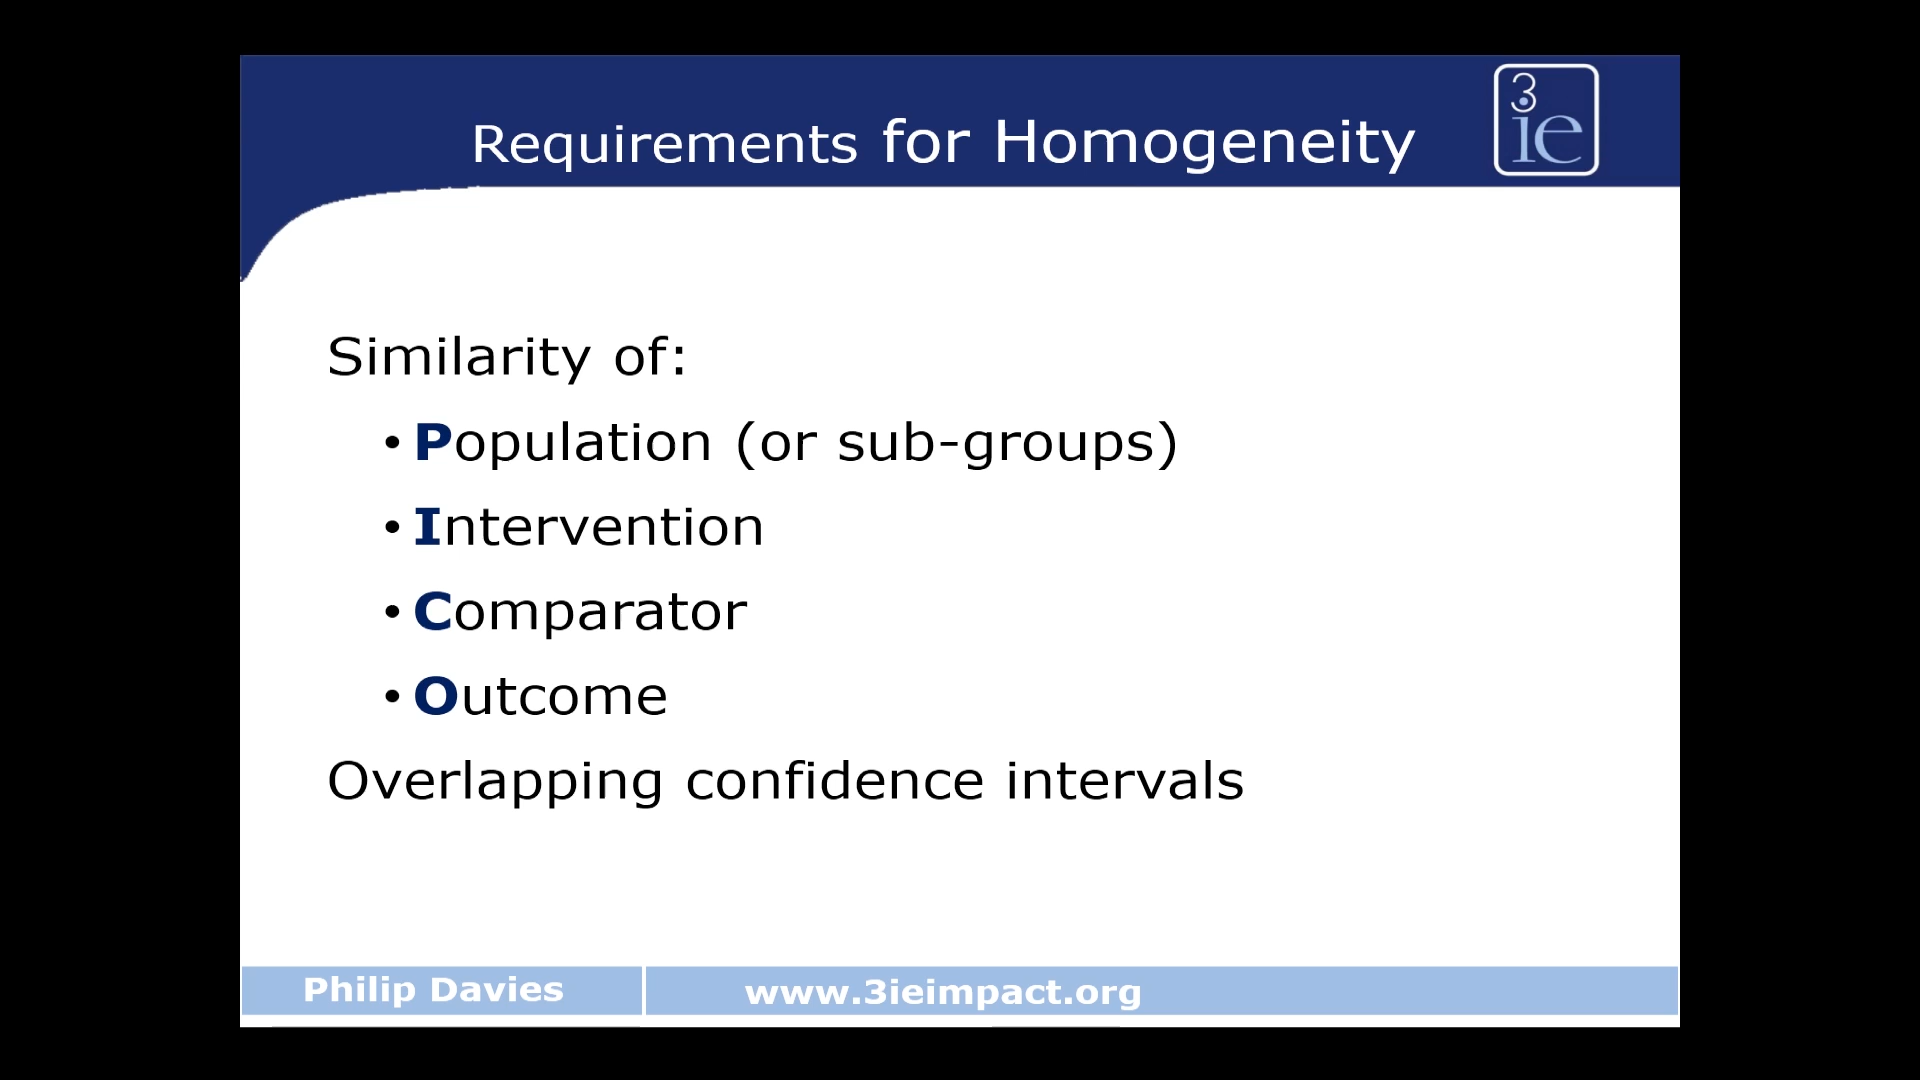 Requirements for Homogeneity
3ie
Similarity of:
• Population (or sub-groups)
• Intervention
• Comparator
• Outcome
Overlapping confidence intervals
Philip Davies
www.3ieimpact.org